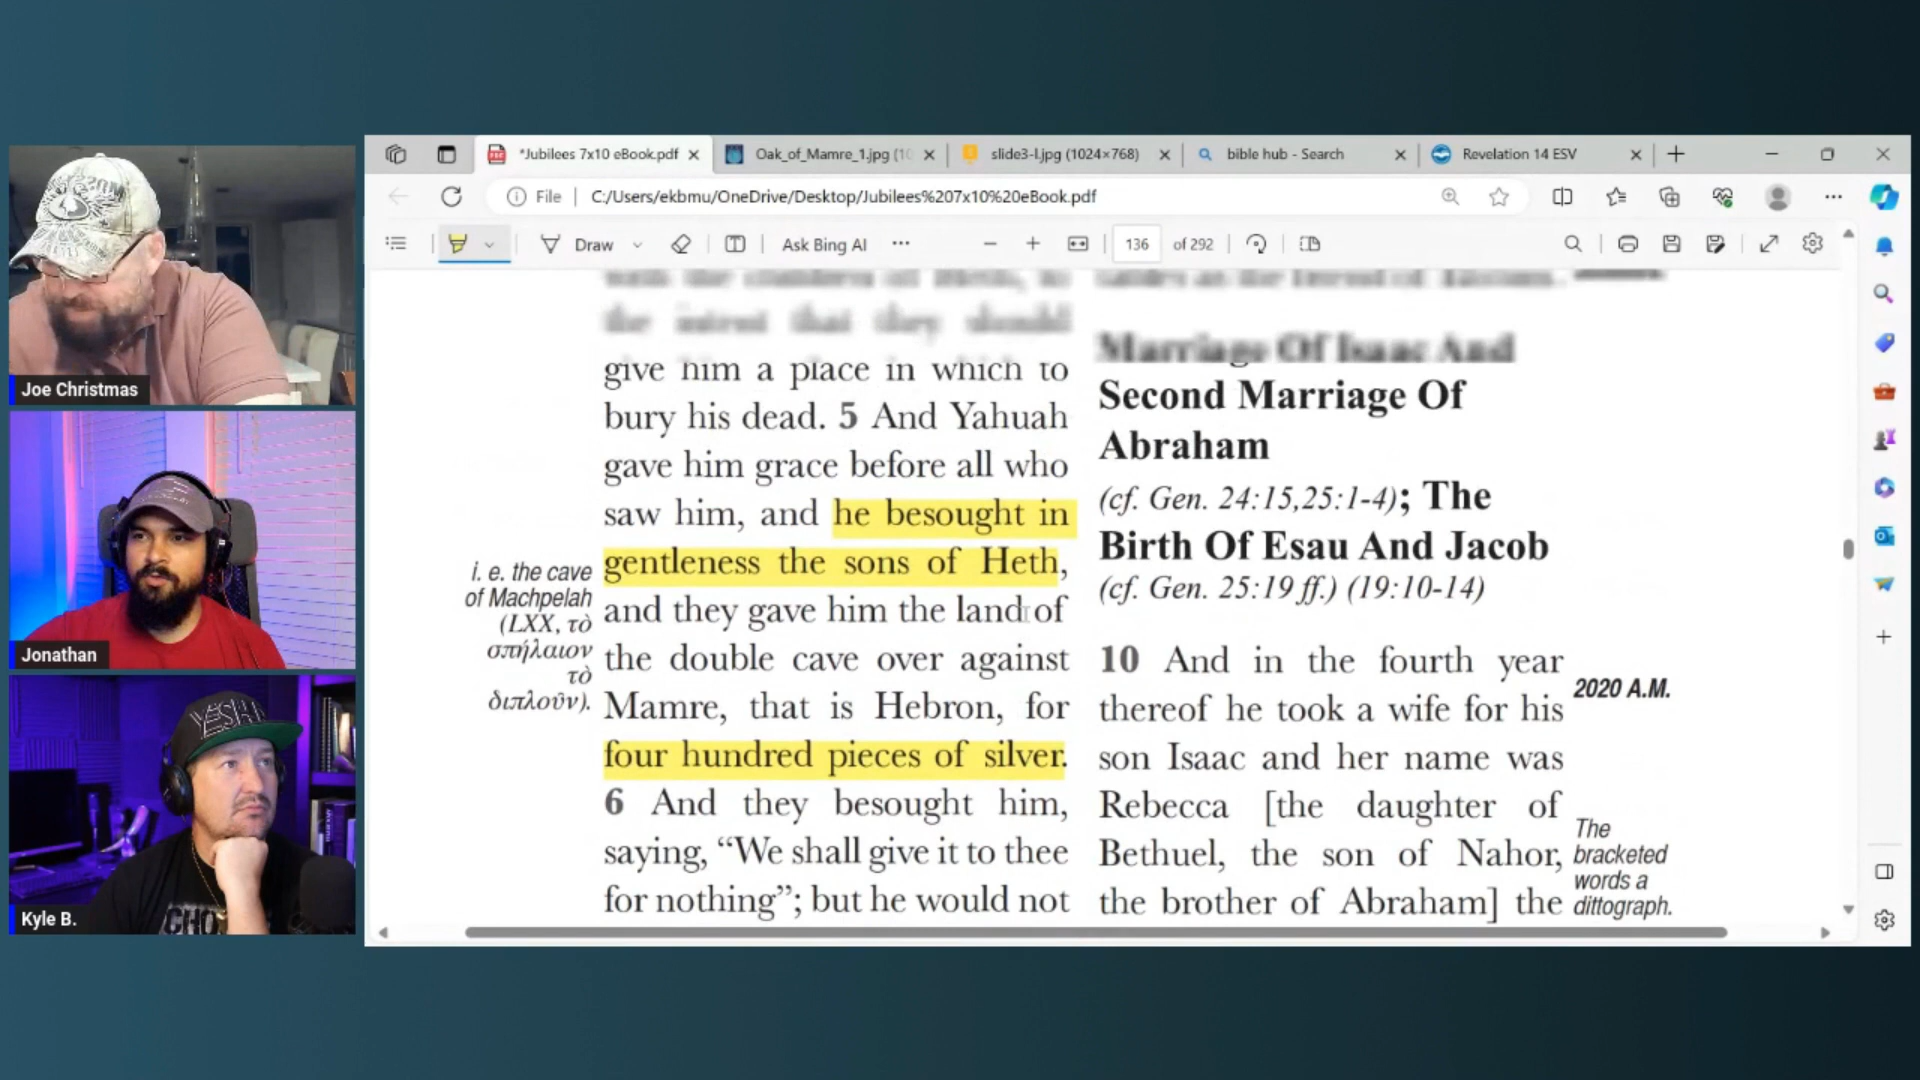 *Jubilees 7x10 eBook.pdf
Oak_of_Mamre_1.jpg (10
slide3-l.jpg (1024×768)
bible hub - Search
Revelation 14 ESV
File
C:/Users/ekbmu/OneDrive/Desktop/Jubilees%207x10%20eBook.pdf
Draw
Ask Bing AI
136 of 292
give him a place in which to
bury his dead. 5 And Yahuah
gave him grace before all who
saw him, and he besought in
gentleness the sons of Heth,
and they gave him the land of
the double cave over against
Mamre, that is Hebron, for
four hundred pieces of silver.
6 And they besought him,
saying, “We shall give it to thee
for nothing”; but he would not
i. e. the cave
of Machpelah
(LXX, τὸ
σπήλαιον
τὸ
διπλοῦν).
Marriage Of Isaac And
Second Marriage Of
Abraham
(cf. Gen. 24:15,25:1-4); The
Birth Of Esau And Jacob
(cf. Gen. 25:19 ff.) (19:10-14)
10 And in the fourth year
thereof he took a wife for his
son Isaac and her name was
Rebecca [the daughter of
Bethuel, the son of Nahor,
the brother of Abraham] the
2020 A.M.
The
bracketed
words a
dittograph.
Joe Christmas
Jonathan
YESHU
Kyle B.